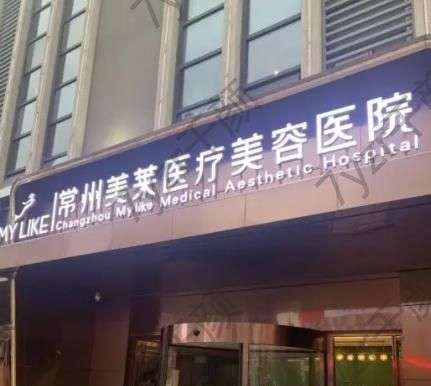 MY LIKE
常州美莱医疗美容医院
Changzhou Mylike Medical Aesthetic Hospital